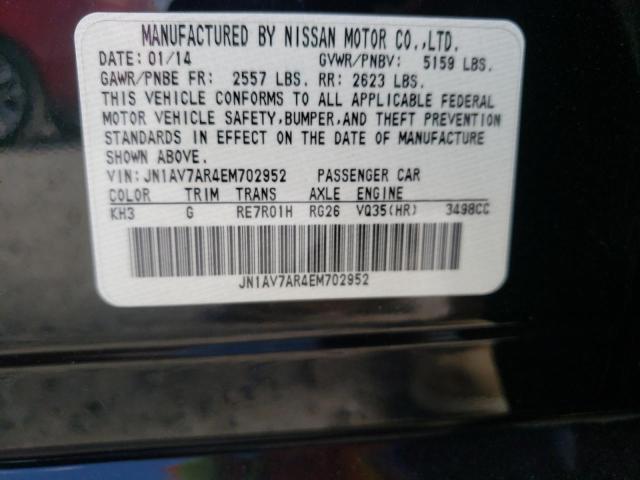 MANUFACTURED BY NISSAN MOTOR CO.,LTD.
DATE: 01/14 GVWR/PNBV: 5159 LBS.
GAWR/PNBE FR: 2557 LBS. RR: 2623 LBS.
THIS VEHICLE CONFORMS TO ALL APPLICABLE FEDERAL
MOTOR VEHICLE SAFETY,BUMPER,AND THEFT PREVENTION
STANDARDS IN EFFECT ON THE DATE OF MANUFACTURE
SHOWN ABOVE.
VIN: JN1AV7AR4EM702952 PASSENGER CAR
COLOR TRIM TRANS AXLE ENGINE
KH3 G RE7R01H RG26 VQ35(HR) 3498CC
JN1AV7AR4EM702952